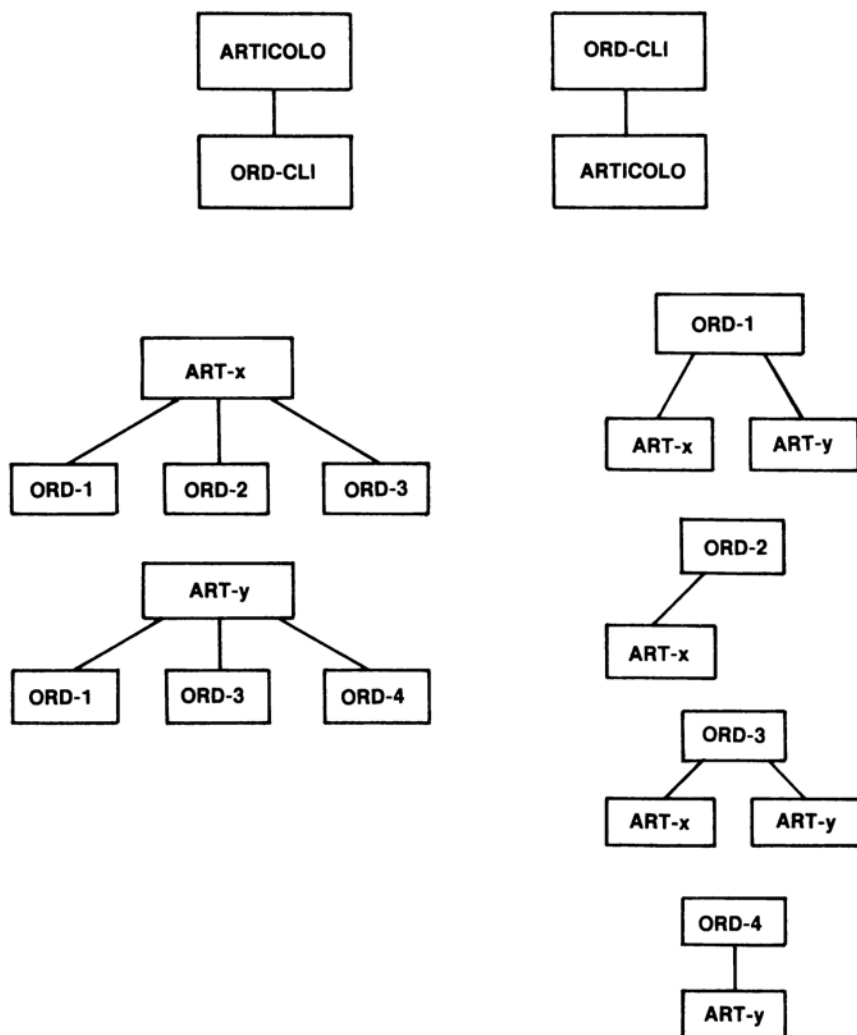 ARTICOLO
ORD-CLI
ORD-CLI
ARTICOLO
ART-x
ORD-1
ORD-2
ORD-3
ART-y
ORD-1
ORD-3
ORD-4
ORD-1
ART-x
ART-y
ORD-2
ART-x
ORD-3
ART-x
ART-y
ORD-4
ART-y